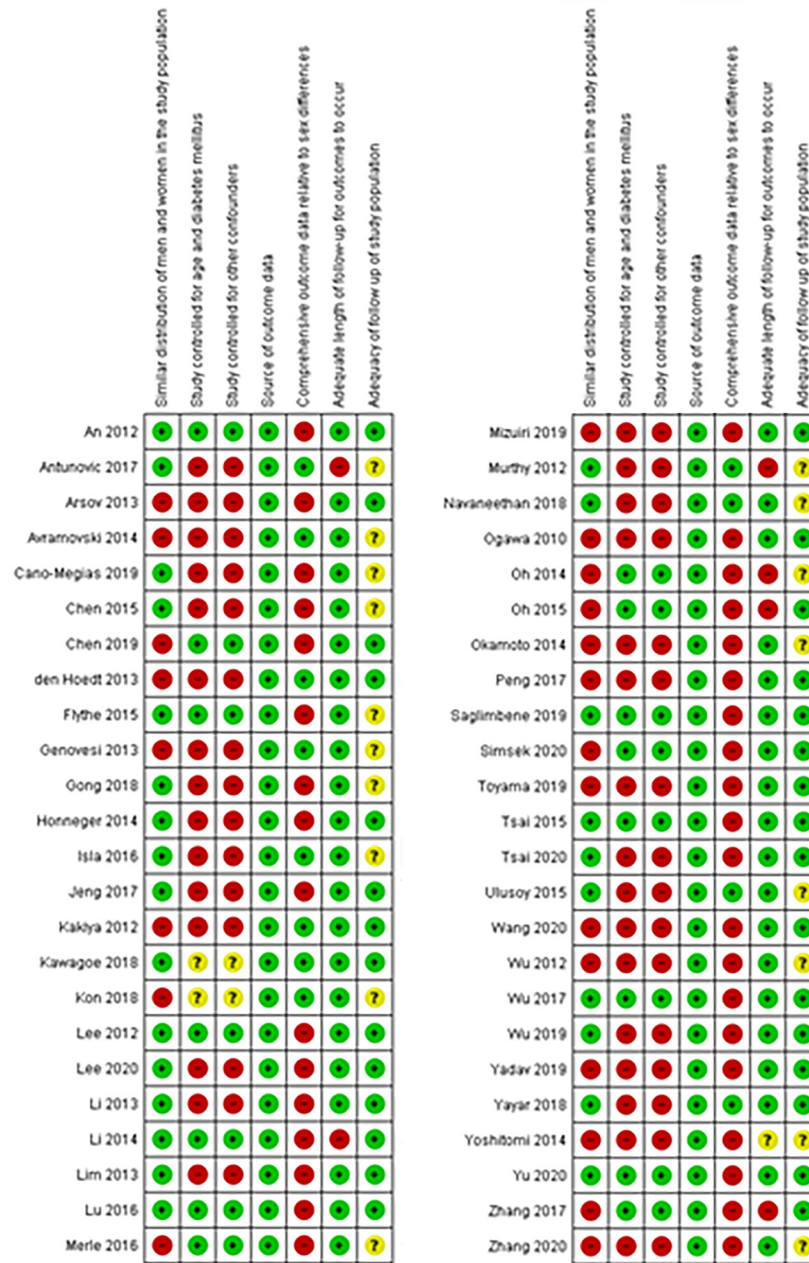 Similar distribution of men and women in the study population
Study controlled for age and diabetes mellitus
Study controlled for other confounders
Source of outcome data
Comprehensive outcome data relative to sex differences
Adequate length of follow-up for outcomes to occur
Adequacy of follow up of study population
An 2012 + + + + - + +
Antunovic 2017 + - - + + - ?
Arsov 2013 - - - + - + +
Avramovski 2014 - - - + + + ?
Cano-Megias 2019 + - - + - + ?
Chen 2015 + - - + - + ?
Chen 2019 - + + + - + +
den Hoedt 2013 - - - + + + +
Flythe 2015 + + + + - + ?
Genovesi 2013 - - - + + + ?
Gong 2018 + - - + - + ?
Honneger 2014 + - - + - + +
Isla 2016 + - - + + + ?
Jeng 2017 + - - + - + +
Kakiya 2012 - - - + + + +
Kawagoe 2018 + ? ? + + + +
Kon 2018 - ? ? + + + ?
Lee 2012 + + + + - + +
Lee 2020 + - - + - + +
Li 2013 + - - + - + +
Li 2014 + + + + - - +
Lim 2013 + - - + - + +
Lu 2016 + + + + - + +
Merle 2016 - + + + - + ?
Similar distribution of men and women in the study population
Study controlled for age and diabetes mellitus
Study controlled for other confounders
Source of outcome data
Comprehensive outcome data relative to sex differences
Adequate length of follow-up for outcomes to occur
Adequacy of follow up of study population
Mizuiri 2019 - - - + - + +
Murthy 2012 + - - + + - ?
Navaneethan 2018 + - - + + + ?
Ogawa 2010 - - - + - + +
Oh 2014 - + + + - - ?
Oh 2015 - + + + - - +
Okamoto 2014 - - - + - + ?
Peng 2017 - - - + - + +
Saglimbene 2019 + + + + - + +
Simsek 2020 - + + + - + +
Toyama 2019 - - - + - + +
Tsai 2015 + + + + - + +
Tsai 2020 + - - + - + +
Ulusoy 2015 + - - + + + ?
Wang 2020 - - - + - + +
Wu 2012 - - - + - + ?
Wu 2017 + + + + - + +
Wu 2019 + - - + - + +
Yadav 2019 - - - + - + +
Yayar 2018 + - - + + + +
Yoshitomi 2014 - - - + - ? ?
Yu 2020 + + + + - + +
Zhang 2017 - + + + - - +
Zhang 2020 - - - + - + ?